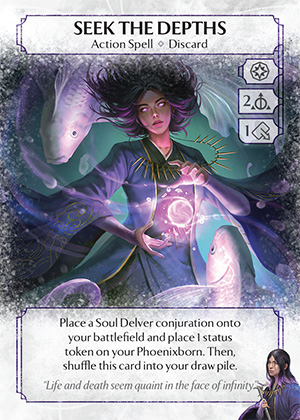 SEEK THE DEPTHS
Action Spell ◇ Discard
2
1
Place a Soul Delver conjuration onto
your battlefield and place 1 status
token on your Phoenixborn. Then,
shuffle this card into your draw pile.
"Life and death seem quaint in the face of infinity."